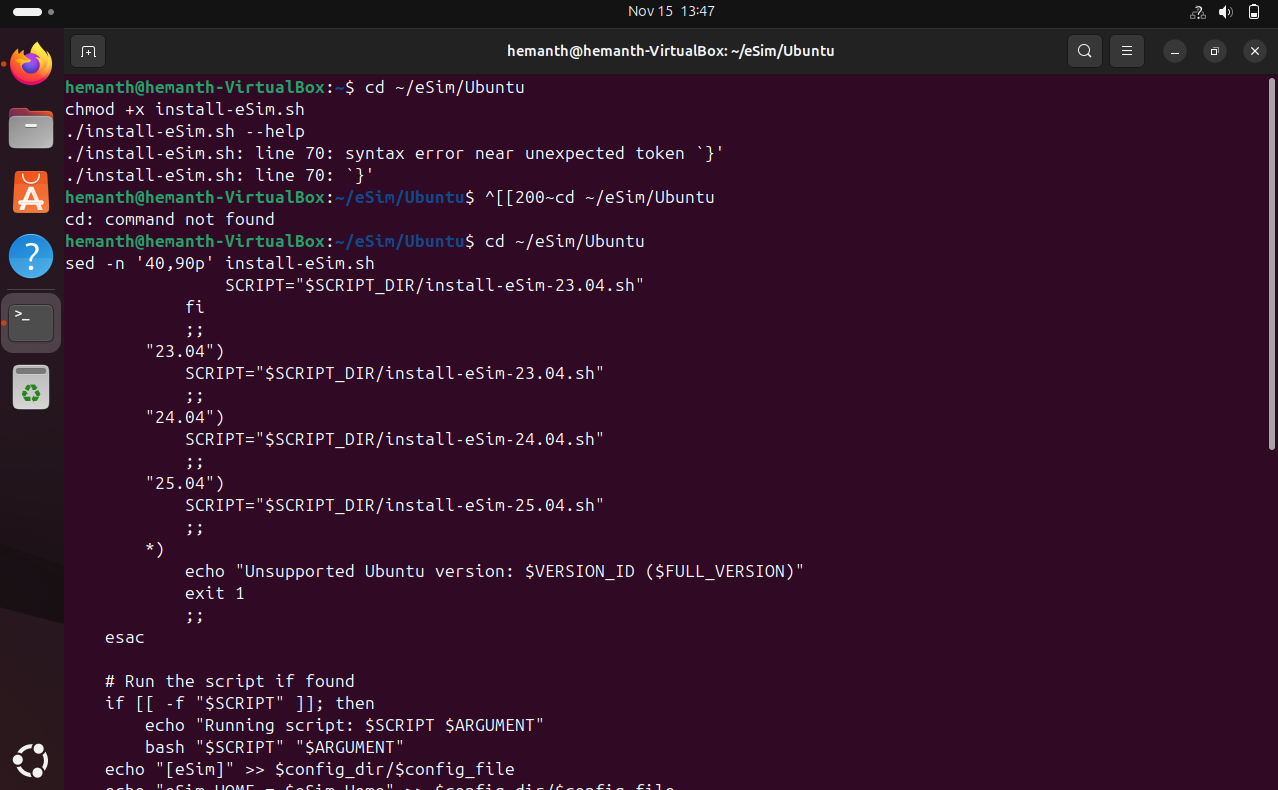 Nov 15 13:47
hemanth@hemanth-VirtualBox: ~/eSim/Ubuntu
hemanth@hemanth-VirtualBox:~$ cd ~/eSim/Ubuntu
chmod +x install-eSim.sh
./install-eSim.sh --help
./install-eSim.sh: line 70: syntax error near unexpected token `}'
./install-eSim.sh: line 70: `}'
hemanth@hemanth-VirtualBox:~/eSim/Ubuntu$ ^[[200~cd ~/eSim/Ubuntu
cd: command not found
hemanth@hemanth-VirtualBox:~/eSim/Ubuntu$ cd ~/eSim/Ubuntu
sed -n '40,90p' install-eSim.sh
                SCRIPT="$SCRIPT_DIR/install-eSim-23.04.sh"
            fi
            ;;
        "23.04")
            SCRIPT="$SCRIPT_DIR/install-eSim-23.04.sh"
            ;;
        "24.04")
            SCRIPT="$SCRIPT_DIR/install-eSim-24.04.sh"
            ;;
        "25.04")
            SCRIPT="$SCRIPT_DIR/install-eSim-25.04.sh"
            ;;
        *)
            echo "Unsupported Ubuntu version: $VERSION_ID ($FULL_VERSION)"
            exit 1
            ;;
    esac
    # Run the script if found
    if [[ -f "$SCRIPT" ]]; then
        echo "Running script: $SCRIPT $ARGUMENT"
        bash "$SCRIPT" "$ARGUMENT"
    echo "[eSim]" >> $config_dir/$config_file
    echo "eSim_HOME = $eSim_Home" >> $config_dir/$config_file